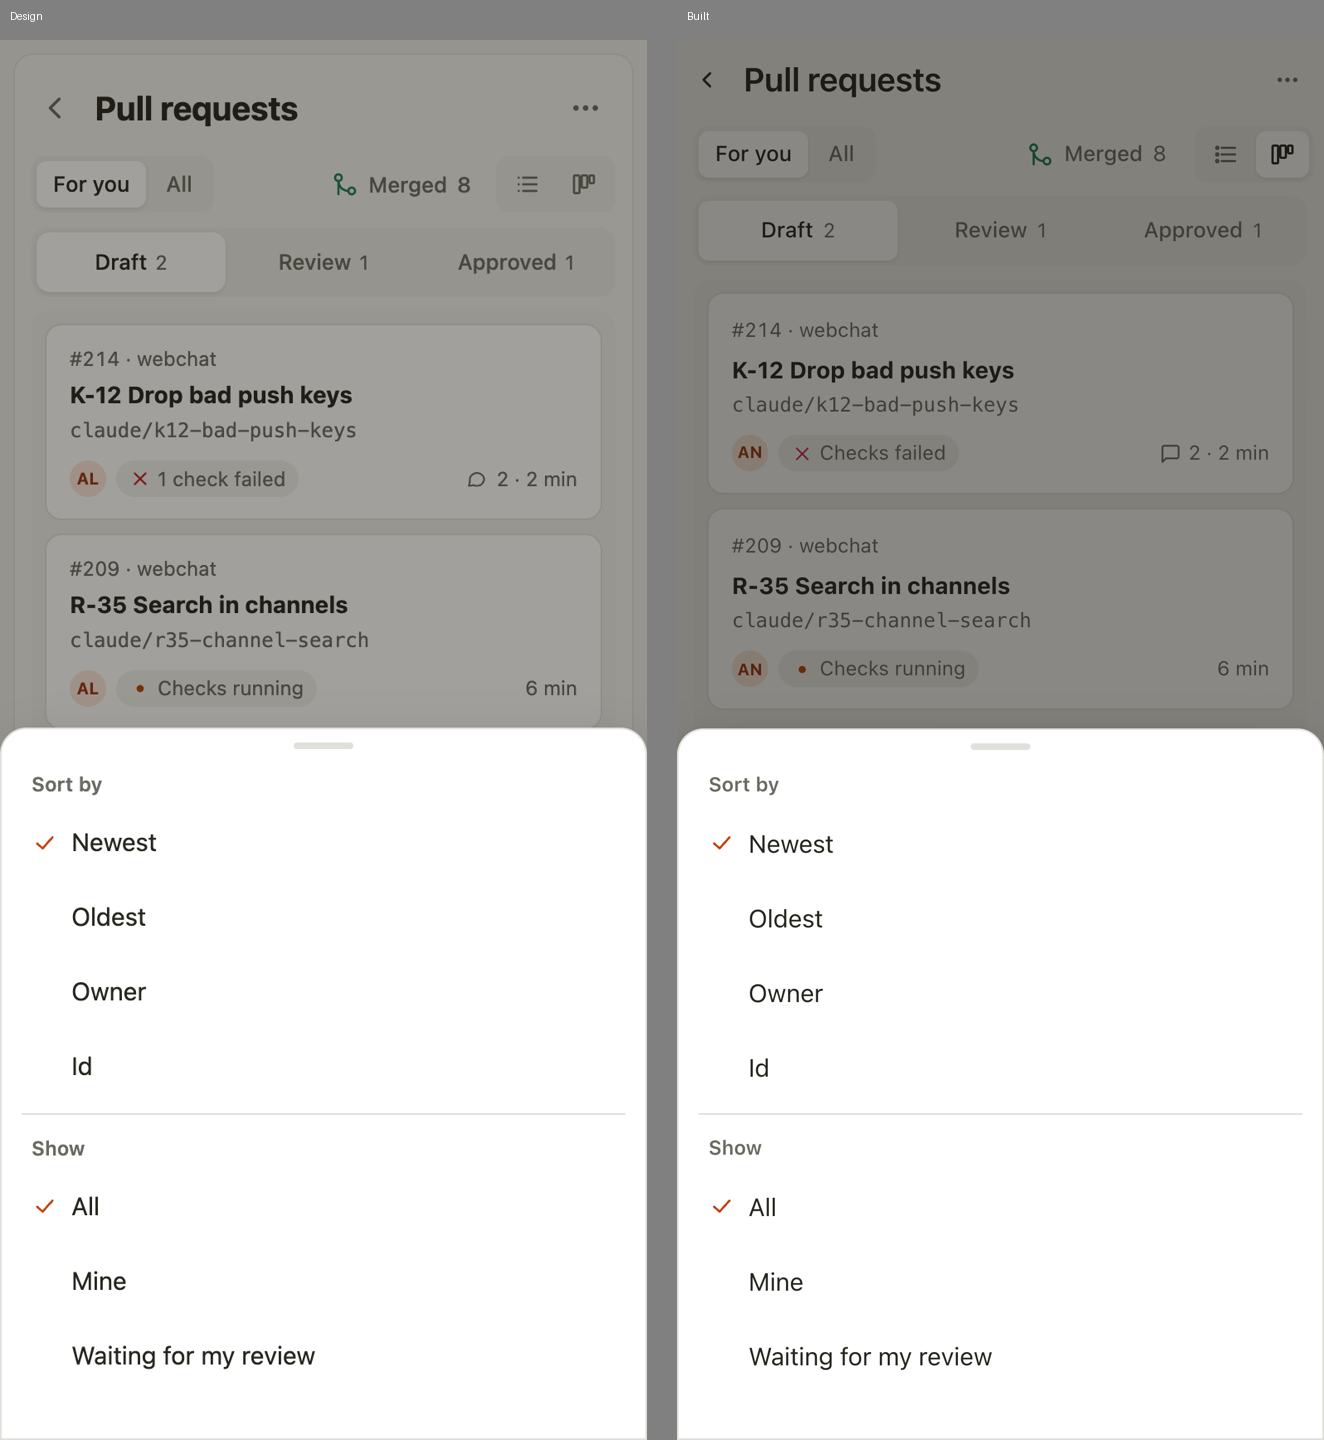 Design
Pull requests
For you All Merged 8
Draft 2 Review 1 Approved 1
#214 · webchat
K-12 Drop bad push keys
claude/k12-bad-push-keys
AL 1 check failed 2 · 2 min
#209 · webchat
R-35 Search in channels
claude/r35-channel-search
AL Checks running 6 min
Sort by
Newest
Oldest
Owner
Id
Show
All
Mine
Waiting for my review
Built
Pull requests
For you All Merged 8
Draft 2 Review 1 Approved 1
#214 · webchat
K-12 Drop bad push keys
claude/k12-bad-push-keys
AN Checks failed 2 · 2 min
#209 · webchat
R-35 Search in channels
claude/r35-channel-search
AN Checks running 6 min
Sort by
Newest
Oldest
Owner
Id
Show
All
Mine
Waiting for my review